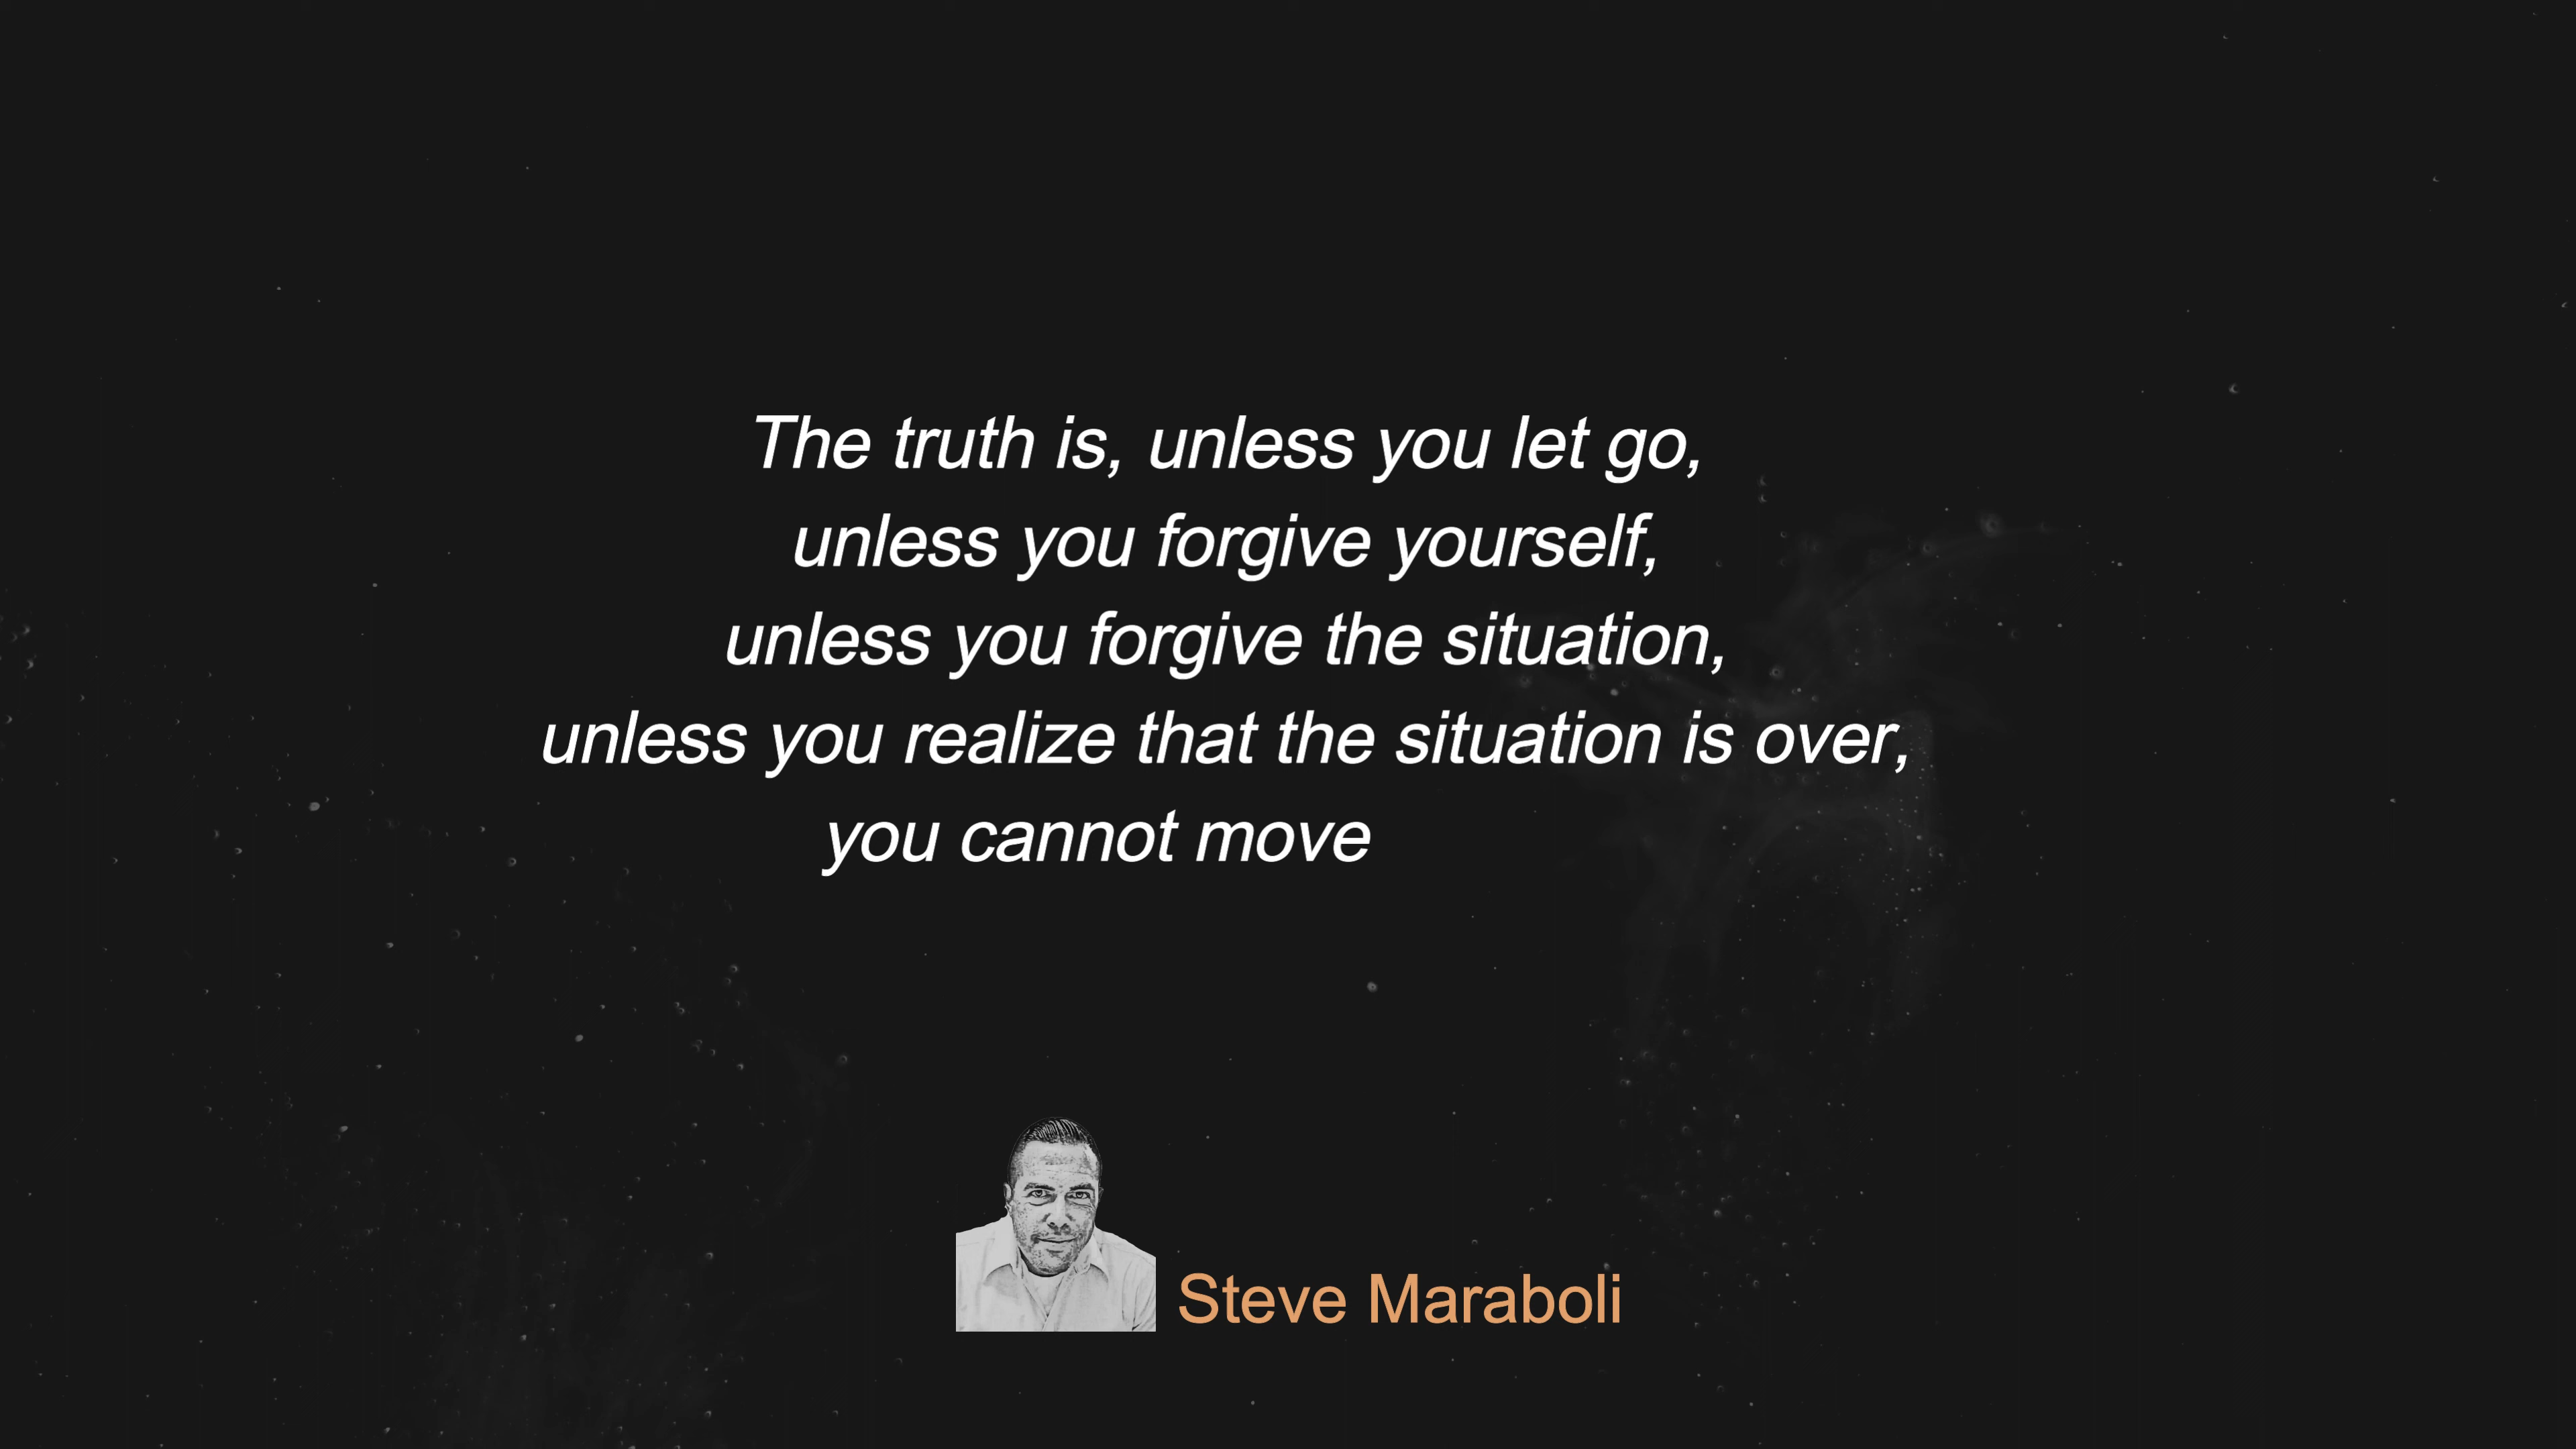 The truth is, unless you let go,
unless you forgive yourself,
unless you forgive the situation,
unless you realize that the situation is over,
you cannot move
Steve Maraboli